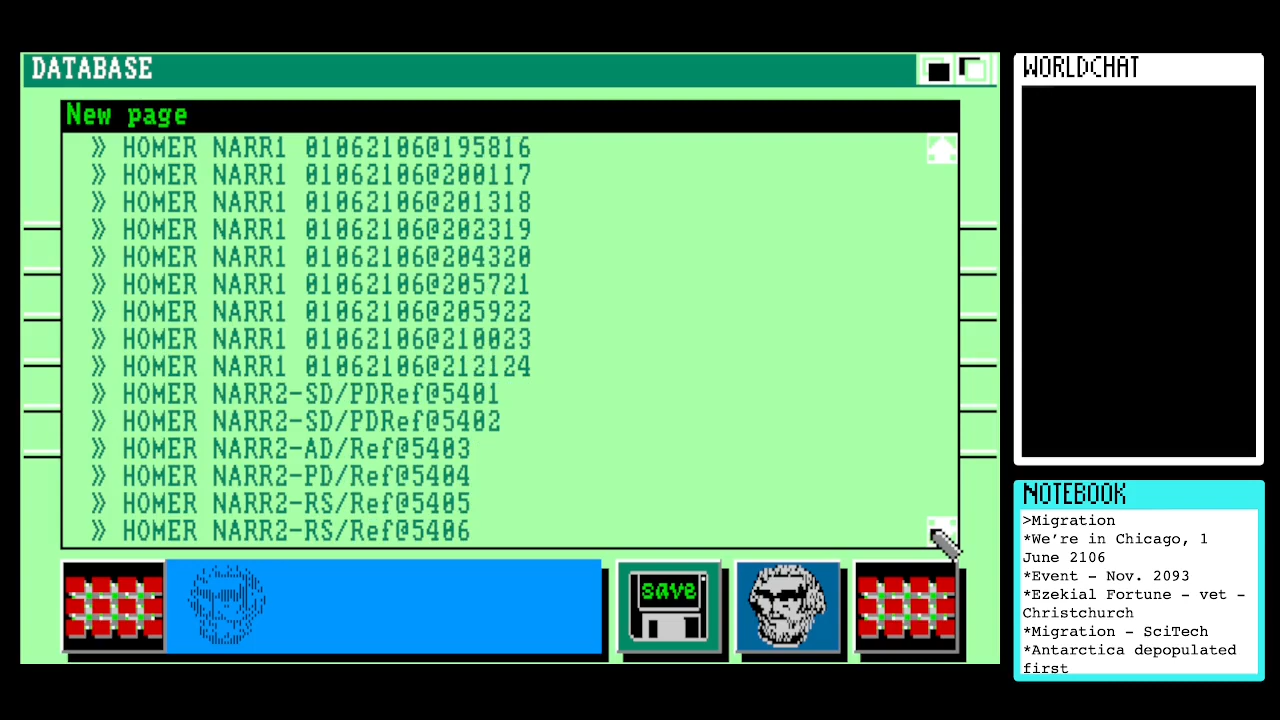 DATABASE
New page
» HOMER NARR1 01062106@195816
» HOMER NARR1 01062106@200117
» HOMER NARR1 01062106@201318
» HOMER NARR1 01062106@202319
» HOMER NARR1 01062106@204320
» HOMER NARR1 01062106@205721
» HOMER NARR1 01062106@205922
» HOMER NARR1 01062106@210023
» HOMER NARR1 01062106@212124
» HOMER NARR2-SD/PDRef@5401
» HOMER NARR2-SD/PDRef@5402
» HOMER NARR2-AD/Ref@5403
» HOMER NARR2-PD/Ref@5404
» HOMER NARR2-RS/Ref@5405
» HOMER NARR2-RS/Ref@5406
save
WORLDCHAT
NOTEBOOK
>Migration
*We're in Chicago, 1
June 2106
*Event - Nov. 2093
*Ezekial Fortune - vet -
Christchurch
*Migration - SciTech
*Antarctica depopulated
first